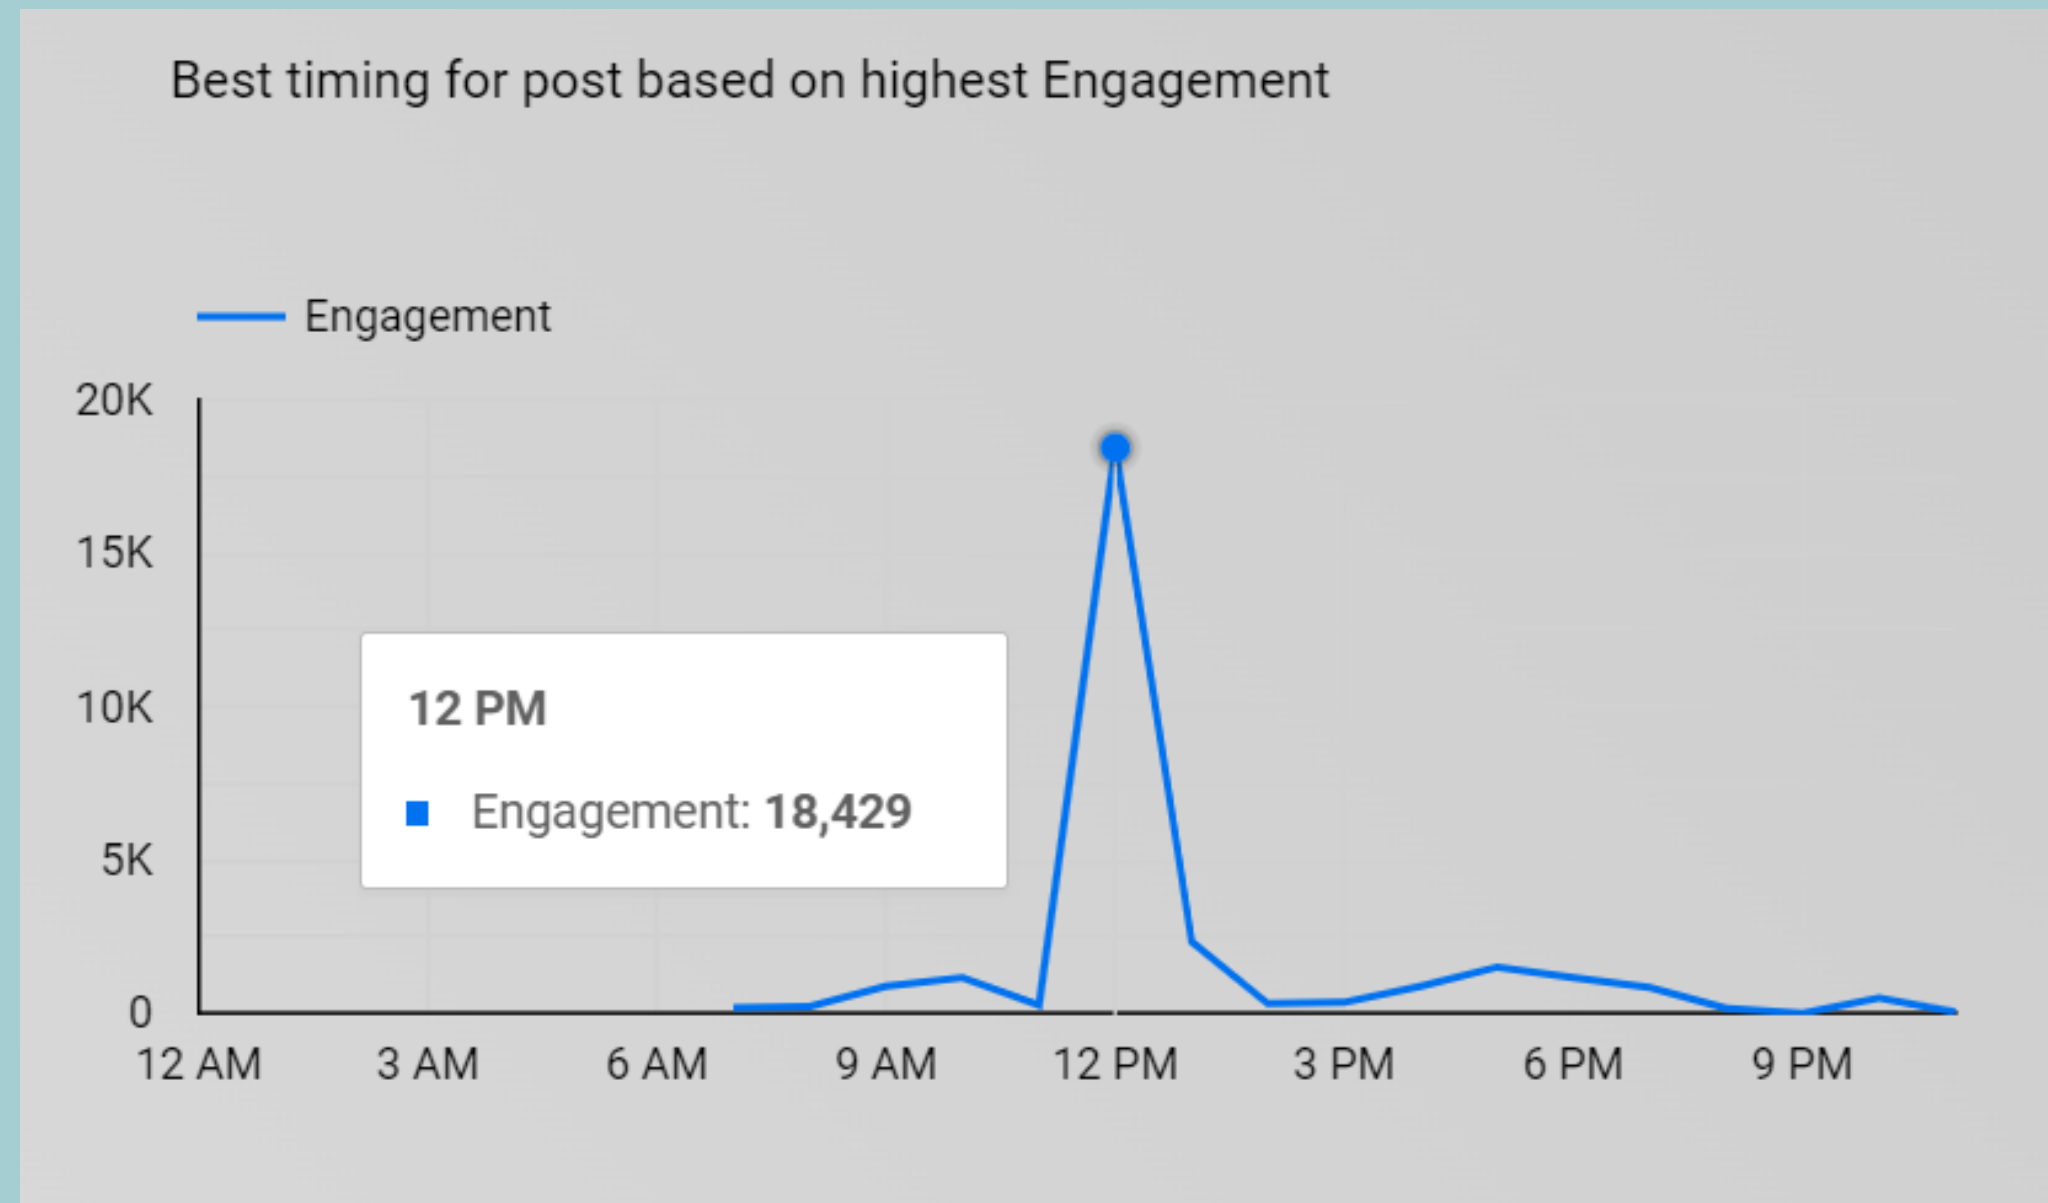 Best timing for post based on highest Engagement
Engagement
20K
15K
10K
5K
0
12 PM
Engagement: 18,429
12 AM 3 AM 6 AM 9 AM 12 PM 3 PM 6 PM 9 PM